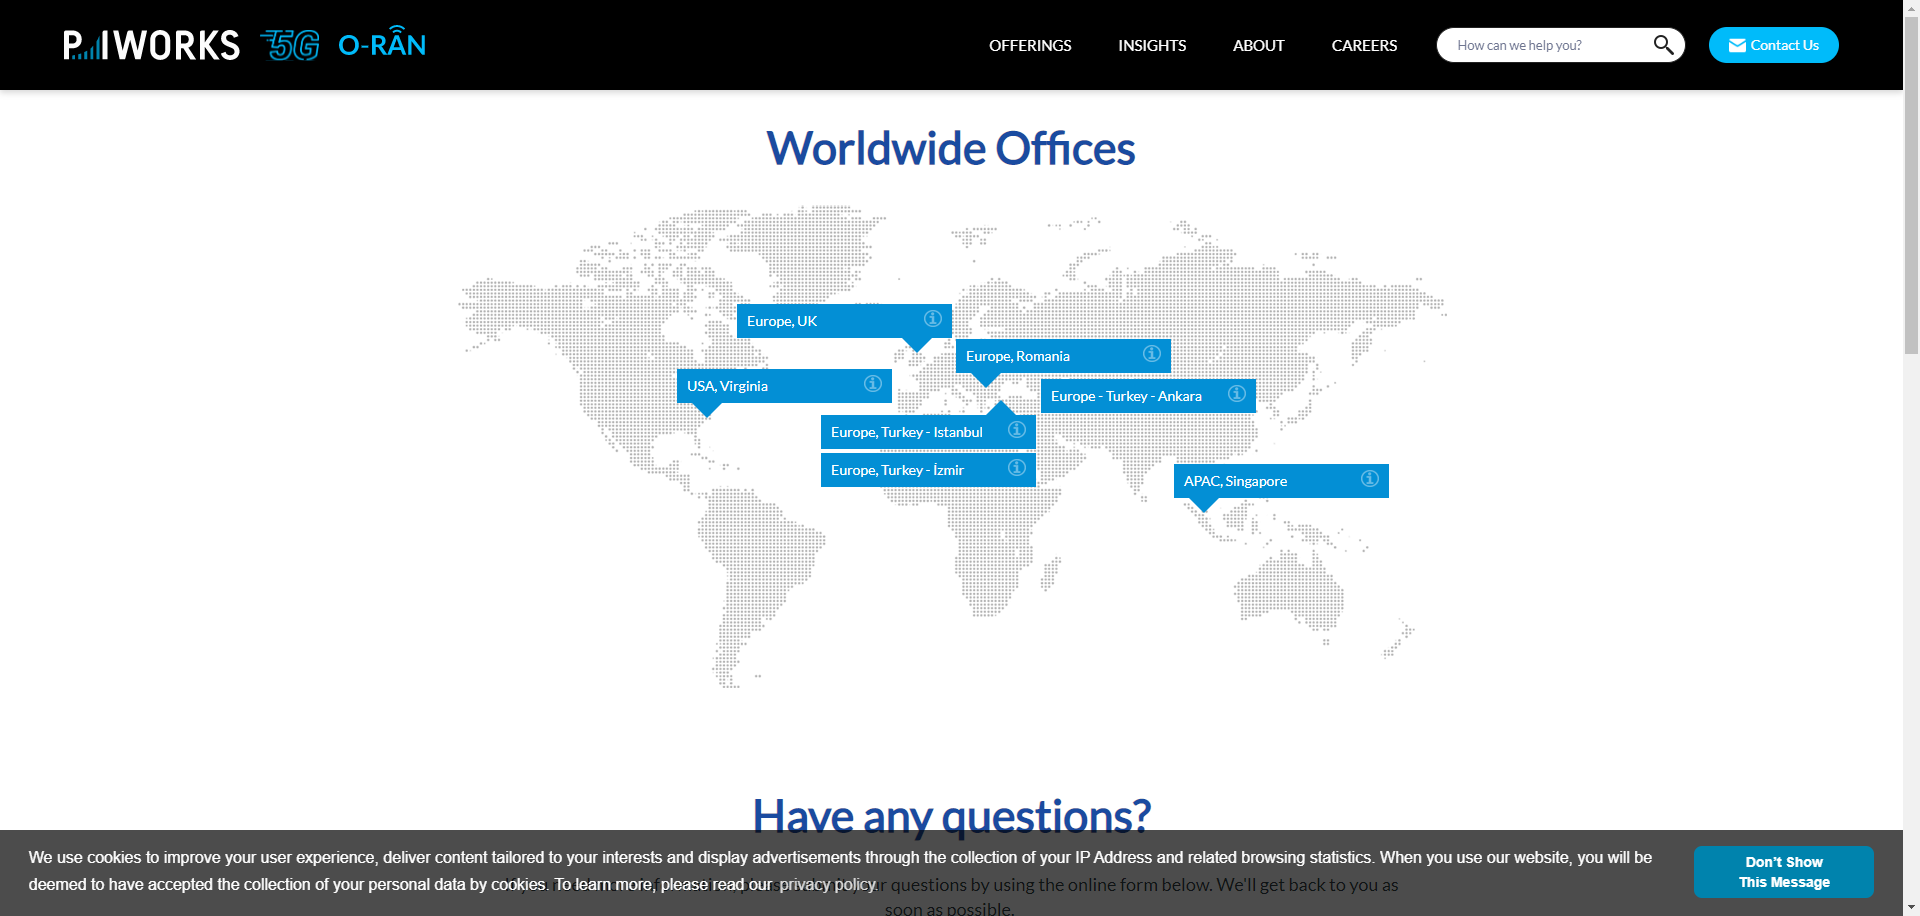 P.I WORKS 5G O-RAN
OFFERINGS INSIGHTS ABOUT CAREERS How can we help you? Contact Us
Worldwide Offices
Europe, UK
Europe, Romania
USA, Virginia
Europe - Turkey - Ankara
Europe, Turkey - Istanbul
Europe, Turkey - İzmir
APAC, Singapore
Have any questions?
We use cookies to improve your user experience, deliver content tailored to your interests and display advertisements through the collection of your IP Address and related browsing statistics. When you use our website, you will be
deemed to have accepted the collection of your personal data by cookies. To learn more, please read our privacy policy.
Don't Show
This Message
questions by using the online form below. We'll get back to you as
soon as possible.